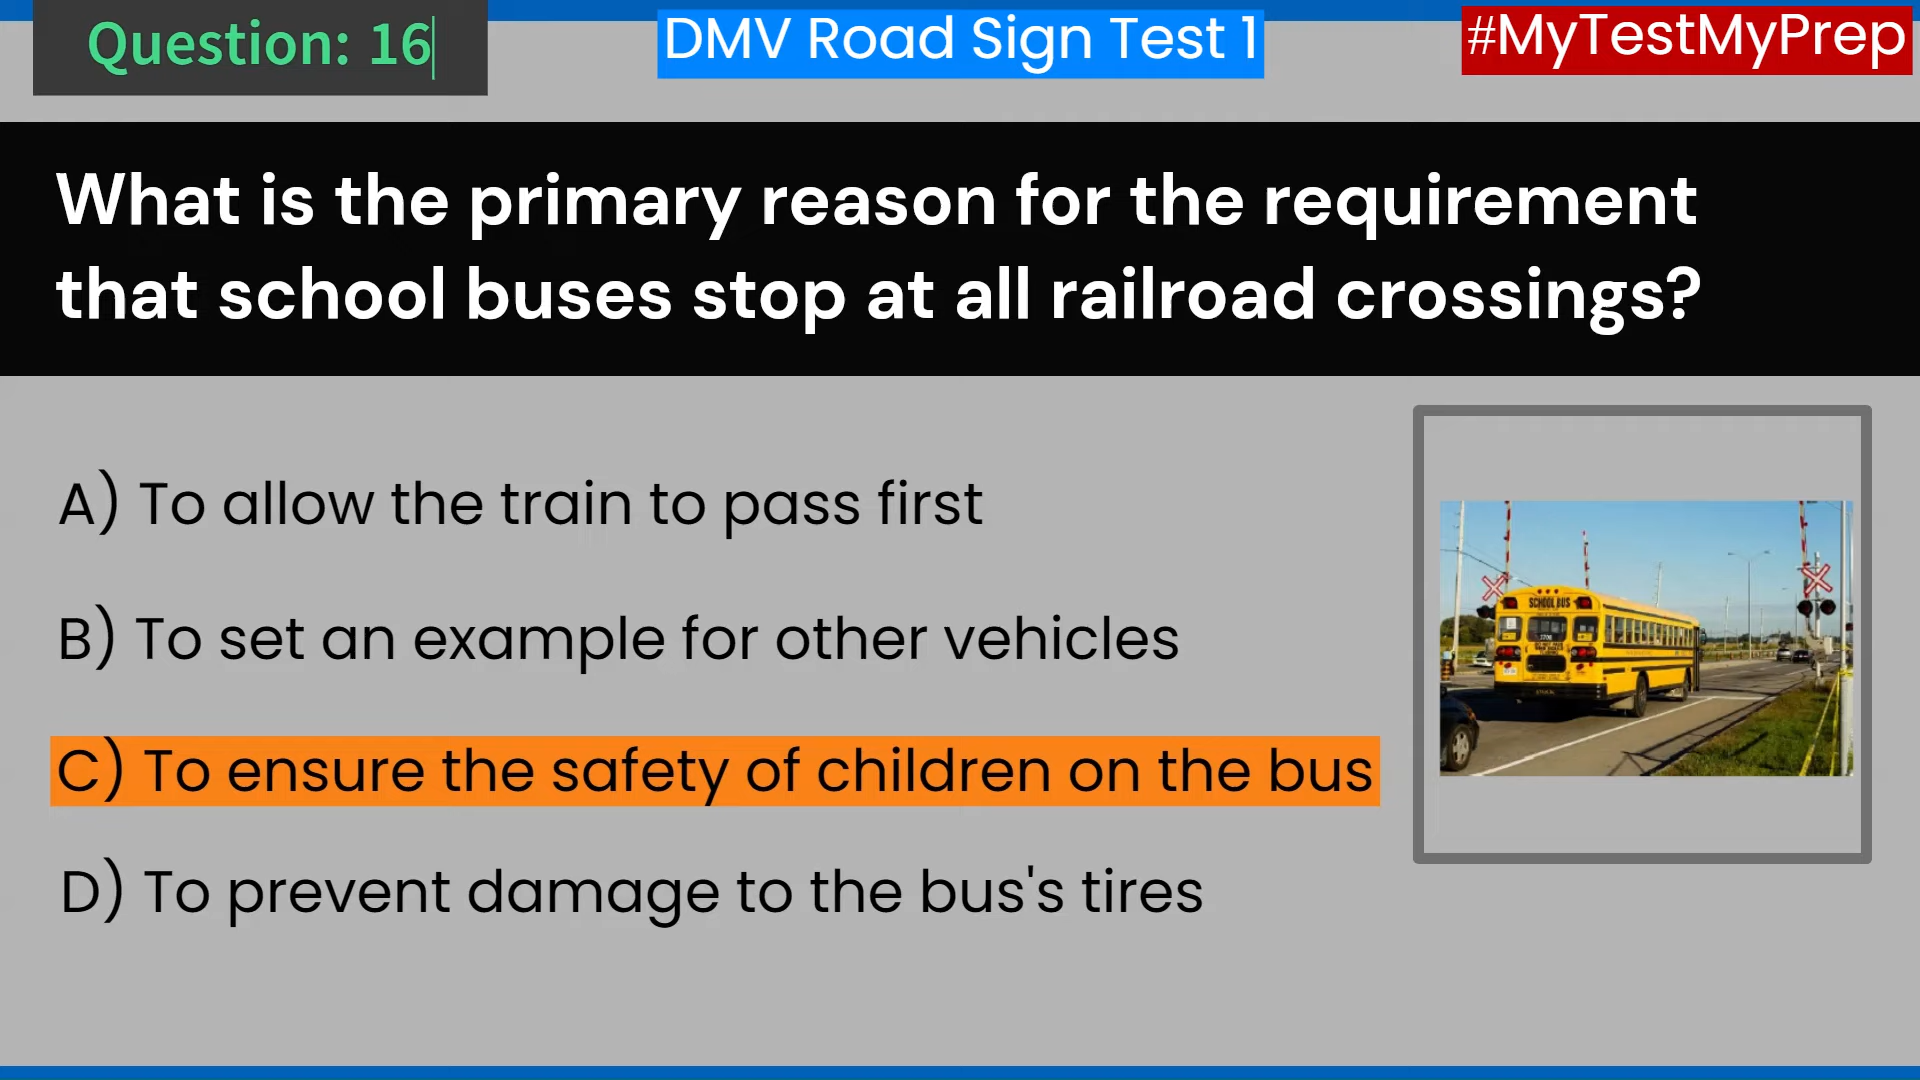 Question: 16
DMV Road Sign Test 1
#MyTestMyPrep
What is the primary reason for the requirement
that school buses stop at all railroad crossings?
A) To allow the train to pass first
B) To set an example for other vehicles
C) To ensure the safety of children on the bus
D) To prevent damage to the bus's tires
SCHOOL BUS